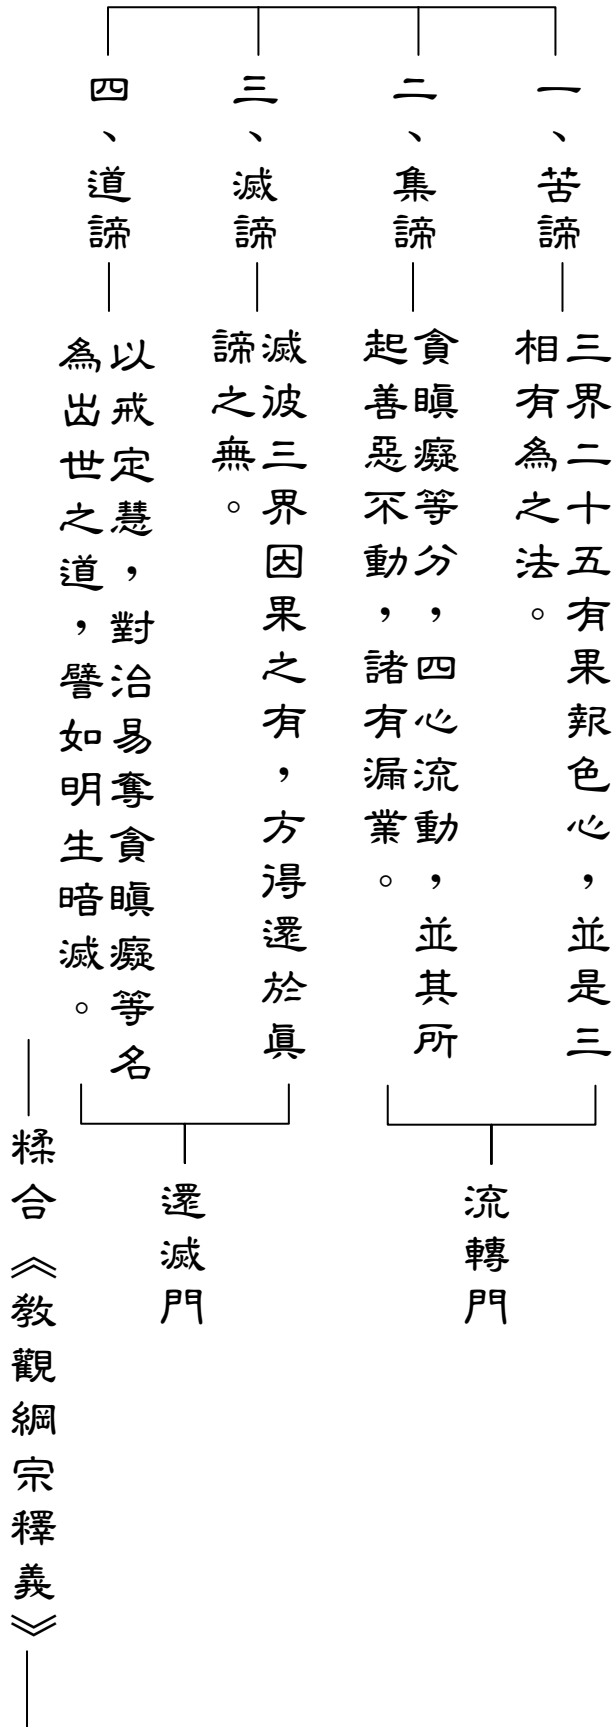 一、苦諦
三界二十五有果報色心，並是三
相有為之法。
二、集諦
貪瞋癡等分，四心流動，並其所
起善惡不動，諸有漏業。
流轉門
三、滅諦
滅波三界因果之有，方得還於真
諦之無。
四、道諦
以戒定慧，對治易奪貪瞋癡等名
為出世之道，譬如明生暗滅。
還滅門
糅合《教觀綱宗釋義》